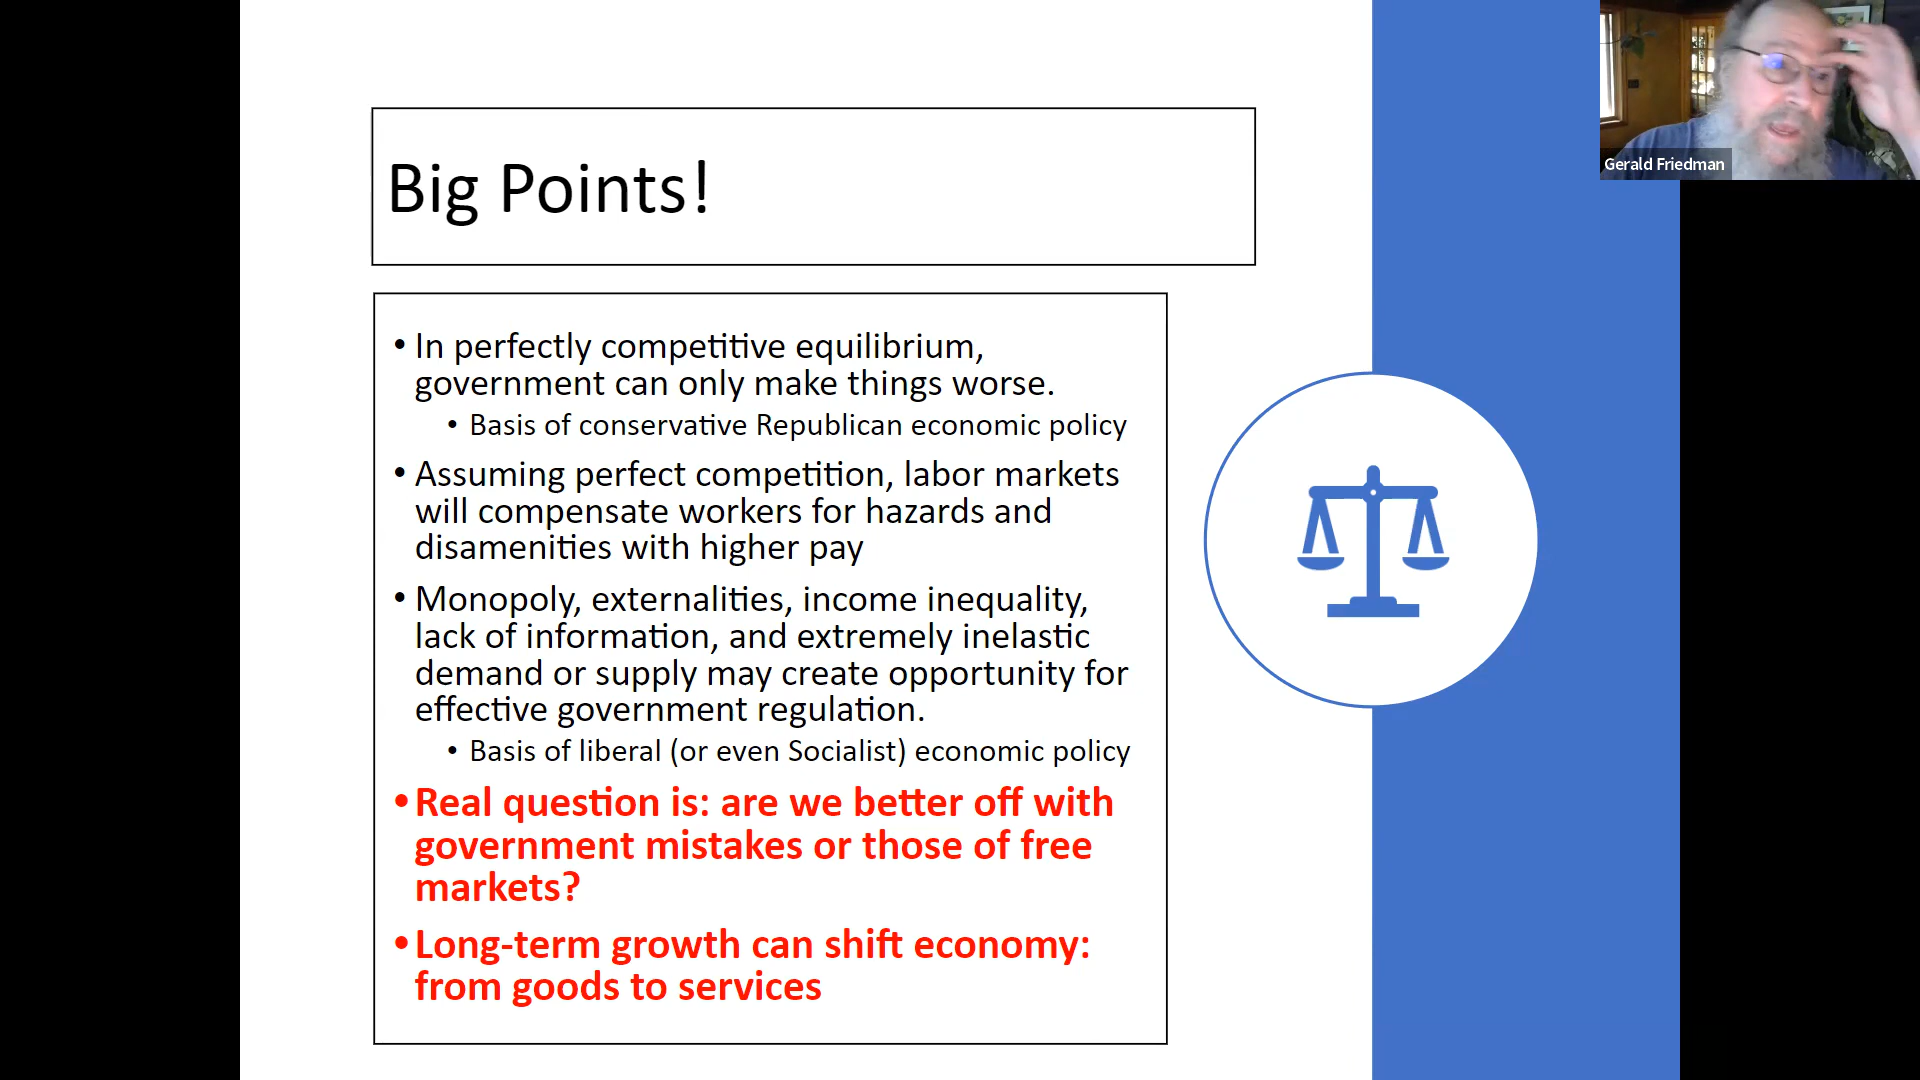 Big Points!
• In perfectly competitive equilibrium,
government can only make things worse.
• Basis of conservative Republican economic policy
• Assuming perfect competition, labor markets
will compensate workers for hazards and
disamenities with higher pay
• Monopoly, externalities, income inequality,
lack of information, and extremely inelastic
demand or supply may create opportunity for
effective government regulation.
• Basis of liberal (or even Socialist) economic policy
• Real question is: are we better off with
government mistakes or those of free
markets?
• Long-term growth can shift economy:
from goods to services
Gerald Friedman